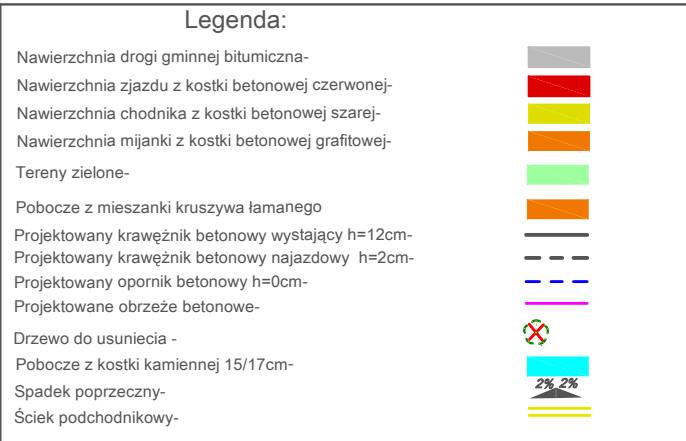 Legenda:
Nawierzchnia drogi gminnej bitumiczna-
Nawierzchnia zjazdu z kostki betonowej czerwonej-
Nawierzchnia chodnika z kostki betonowej szarej-
Nawierzchnia mijanki z kostki betonowej grafitowej-
Tereny zielone-
Pobocze z mieszanki kruszywa łamanego
Projektowany krawężnik betonowy wystający h=12cm-
Projektowany krawężnik betonowy najazdowy h=2cm-
Projektowany opornik betonowy h=0cm-
Projektowane obrzeże betonowe-
Drzewo do usuniecia -
Pobocze z kostki kamiennej 15/17cm-
Spadek poprzeczny- 2% 2%
Ściek podchodnikowy-